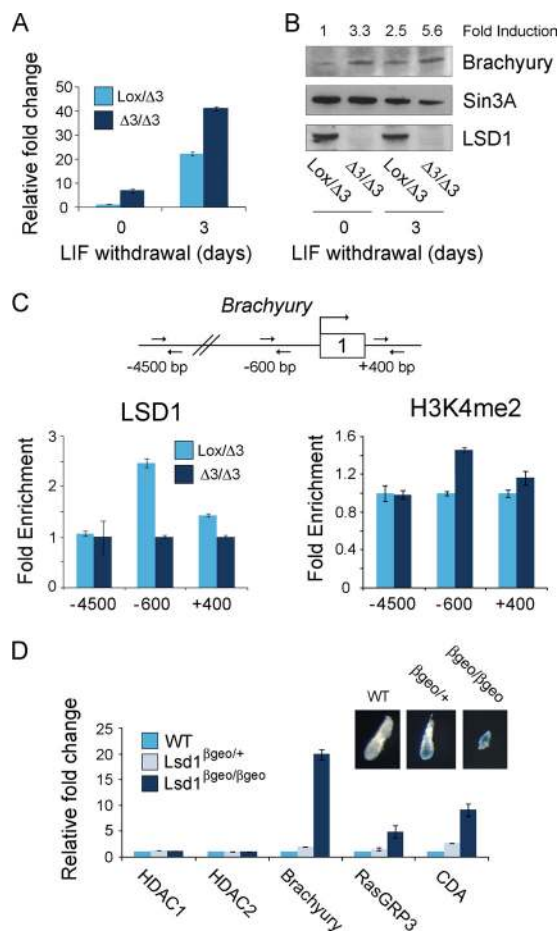 A
Relative fold change
50
40
30
20
10
0
Lox/Δ3
Δ3/Δ3
0
3
LIF withdrawal (days)
B
1
3.3
2.5
5.6
Fold Induction
Brachyury
Sin3A
LSD1
Lox/Δ3
Δ3/Δ3
Lox/Δ3
Δ3/Δ3
0
3
LIF withdrawal (days)
C
Brachyury
1
-4500 bp
-600 bp
+400 bp
LSD1
Fold Enrichment
3
2
1
0
Lox/Δ3
Δ3/Δ3
-4500
-600
+400
H3K4me2
Fold Enrichment
1.6
1.2
0.8
0.4
0
-4500
-600
+400
D
Relative fold change
25
20
15
10
5
0
WT
Lsd1βgeo/+
Lsd1βgeo/βgeo
WT
βgeo/+
βgeo/βgeo
HDAC1
HDAC2
Brachyury
RasGRP3
CDA